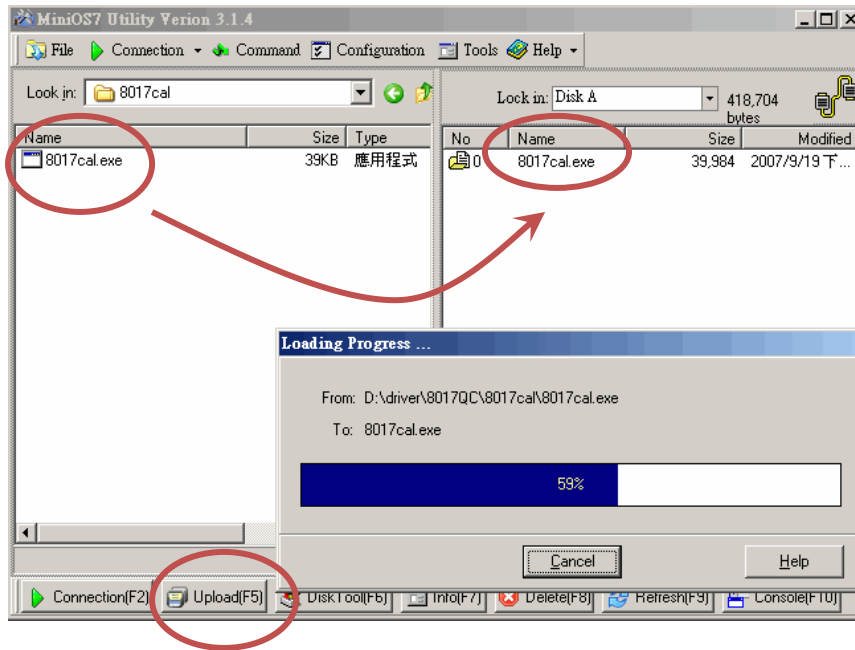 MiniOS7 Utility Verion 3.1.4
File Connection Command Configuration Tools Help
Look in: 8017cal
Lock in: Disk A
418,704 bytes
Name Size Type
8017cal.exe 39KB 應用程式
No Name Size Modified
0 8017cal.exe 39,984 2007/9/19 下...
Loading Progress ...
From: D:\driver\8017QC\8017cal\8017cal.exe
To: 8017cal.exe
59%
Cancel Help
Connection(F2) Upload(F5) DiskTool(F6) Info(F7) Delete(F8) Refresh(F9) Console(F10)